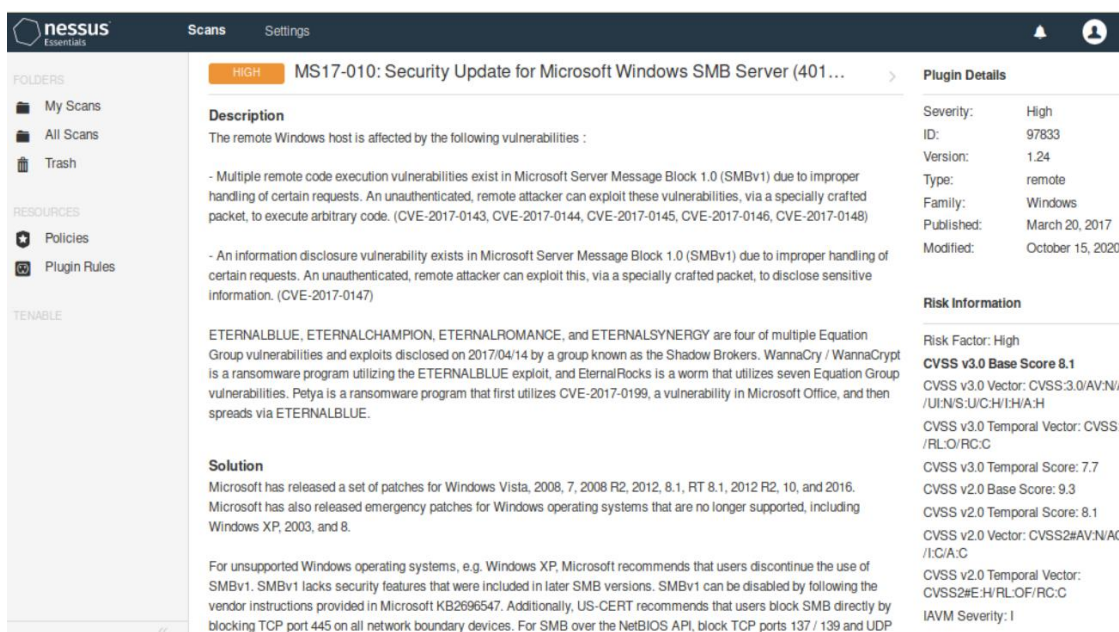 nessus
Essentials
Scans
Settings
FOLDERS
My Scans
All Scans
Trash
RESOURCES
Policies
Plugin Rules
TENABLE
HIGH
MS17-010: Security Update for Microsoft Windows SMB Server (401...
Description
The remote Windows host is affected by the following vulnerabilities :
- Multiple remote code execution vulnerabilities exist in Microsoft Server Message Block 1.0 (SMBv1) due to improper
handling of certain requests. An unauthenticated, remote attacker can exploit these vulnerabilities, via a specially crafted
packet, to execute arbitrary code. (CVE-2017-0143, CVE-2017-0144, CVE-2017-0145, CVE-2017-0146, CVE-2017-0148)
- An information disclosure vulnerability exists in Microsoft Server Message Block 1.0 (SMBv1) due to improper handling of
certain requests. An unauthenticated, remote attacker can exploit this, via a specially crafted packet, to disclose sensitive
information. (CVE-2017-0147)
ETERNALBLUE, ETERNALCHAMPION, ETERNALROMANCE, and ETERNALSYNERGY are four of multiple Equation
Group vulnerabilities and exploits disclosed on 2017/04/14 by a group known as the Shadow Brokers. WannaCry / WannaCrypt
is a ransomware program utilizing the ETERNALBLUE exploit, and EternalRocks is a worm that utilizes seven Equation Group
vulnerabilities. Petya is a ransomware program that first utilizes CVE-2017-0199, a vulnerability in Microsoft Office, and then
spreads via ETERNALBLUE.
Solution
Microsoft has released a set of patches for Windows Vista, 2008, 7, 2008 R2, 2012, 8.1, RT 8.1, 2012 R2, 10, and 2016.
Microsoft has also released emergency patches for Windows operating systems that are no longer supported, including
Windows XP, 2003, and 8.
For unsupported Windows operating systems, e.g. Windows XP, Microsoft recommends that users discontinue the use of
SMBv1. SMBv1 lacks security features that were included in later SMB versions. SMBv1 can be disabled by following the
vendor instructions provided in Microsoft KB2696547. Additionally, US-CERT recommends that users block SMB directly by
blocking TCP port 445 on all network boundary devices. For SMB over the NetBIOS API, block TCP ports 137 / 139 and UDP
Plugin Details
Severity: High
ID: 97833
Version: 1.24
Type: remote
Family: Windows
Published: March 20, 2017
Modified: October 15, 2020
Risk Information
Risk Factor: High
CVSS v3.0 Base Score 8.1
CVSS v3.0 Vector: CVSS:3.0/AV:N/
/UI:N/S:U/C:H/I:H/A:H
CVSS v3.0 Temporal Vector: CVSS
/RL:O/RC:C
CVSS v3.0 Temporal Score: 7.7
CVSS v2.0 Base Score: 9.3
CVSS v2.0 Temporal Score: 8.1
CVSS v2.0 Vector: CVSS2#AV:N/AC
/I:C/A:C
CVSS v2.0 Temporal Vector:
CVSS2#E:H/RL:OF/RC:C
IAVM Severity: I